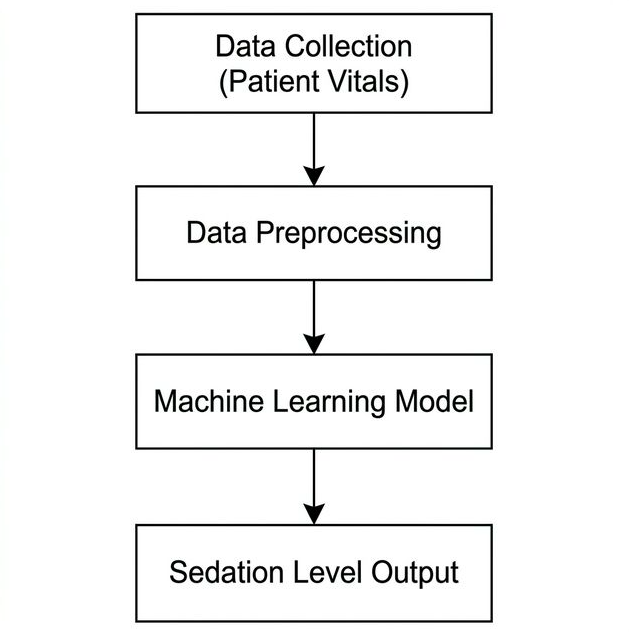 Data Collection
(Patient Vitals)
Data Preprocessing
Machine Learning Model
Sedation Level Output